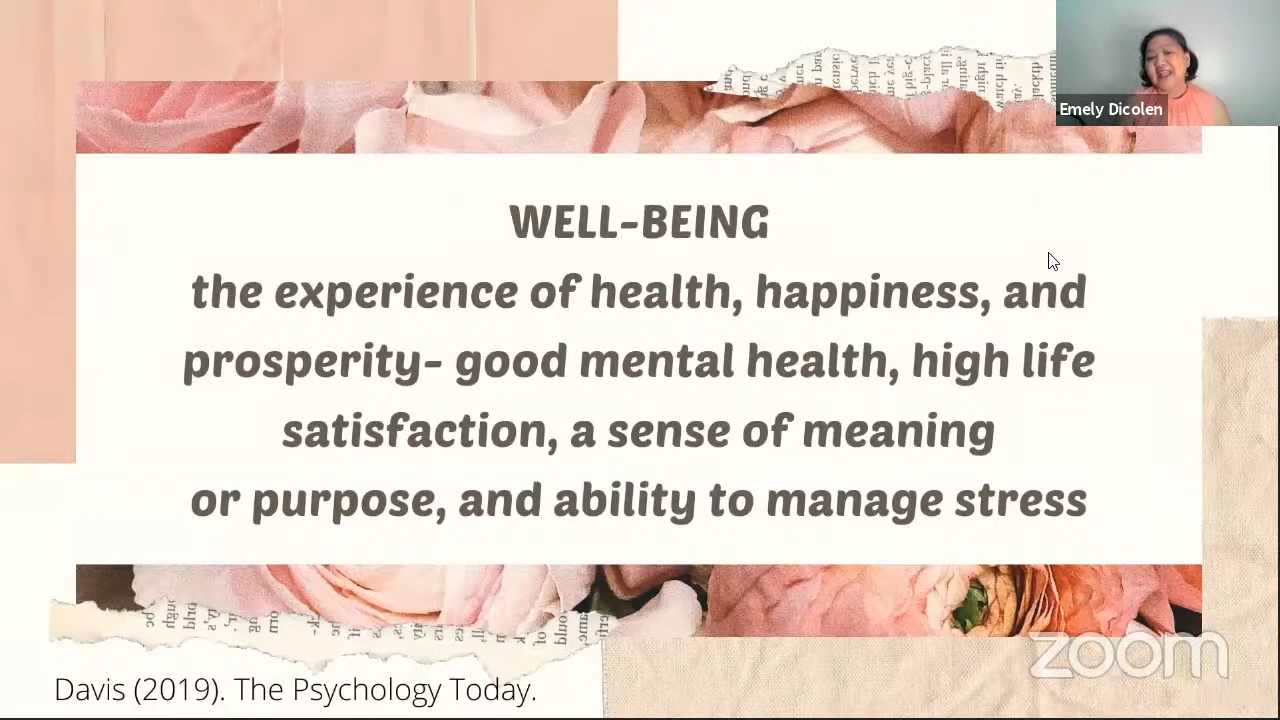 Emely Dicolen
WELL-BEING
the experience of health, happiness, and
prosperity- good mental health, high life
satisfaction, a sense of meaning
or purpose, and ability to manage stress
zoom
Davis (2019). The Psychology Today.